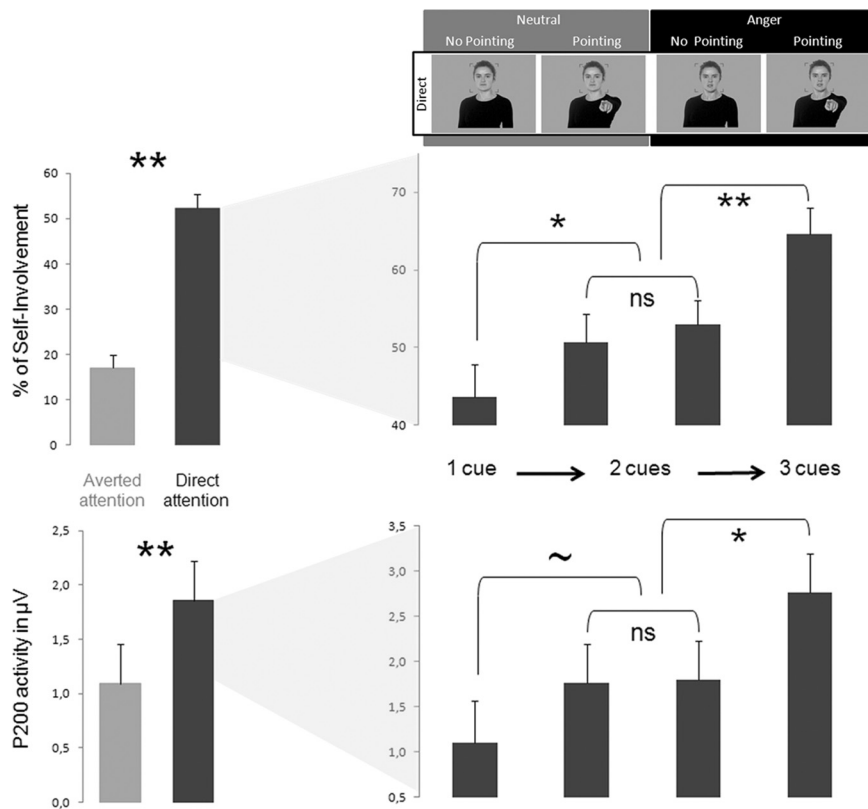 Neutral
Anger
No Pointing
Pointing
No Pointing
Pointing
Direct
% of Self-Involvement
60
50
40
30
20
10
0
**
Averted attention
Direct attention
70
60
50
40
*
ns
**
1 cue
2 cues
3 cues
P200 activity in µV
2,5
2,0
1,5
1,0
0,5
0,0
**
3,5
3,0
2,5
2,0
1,5
1,0
0,5
~
ns
*